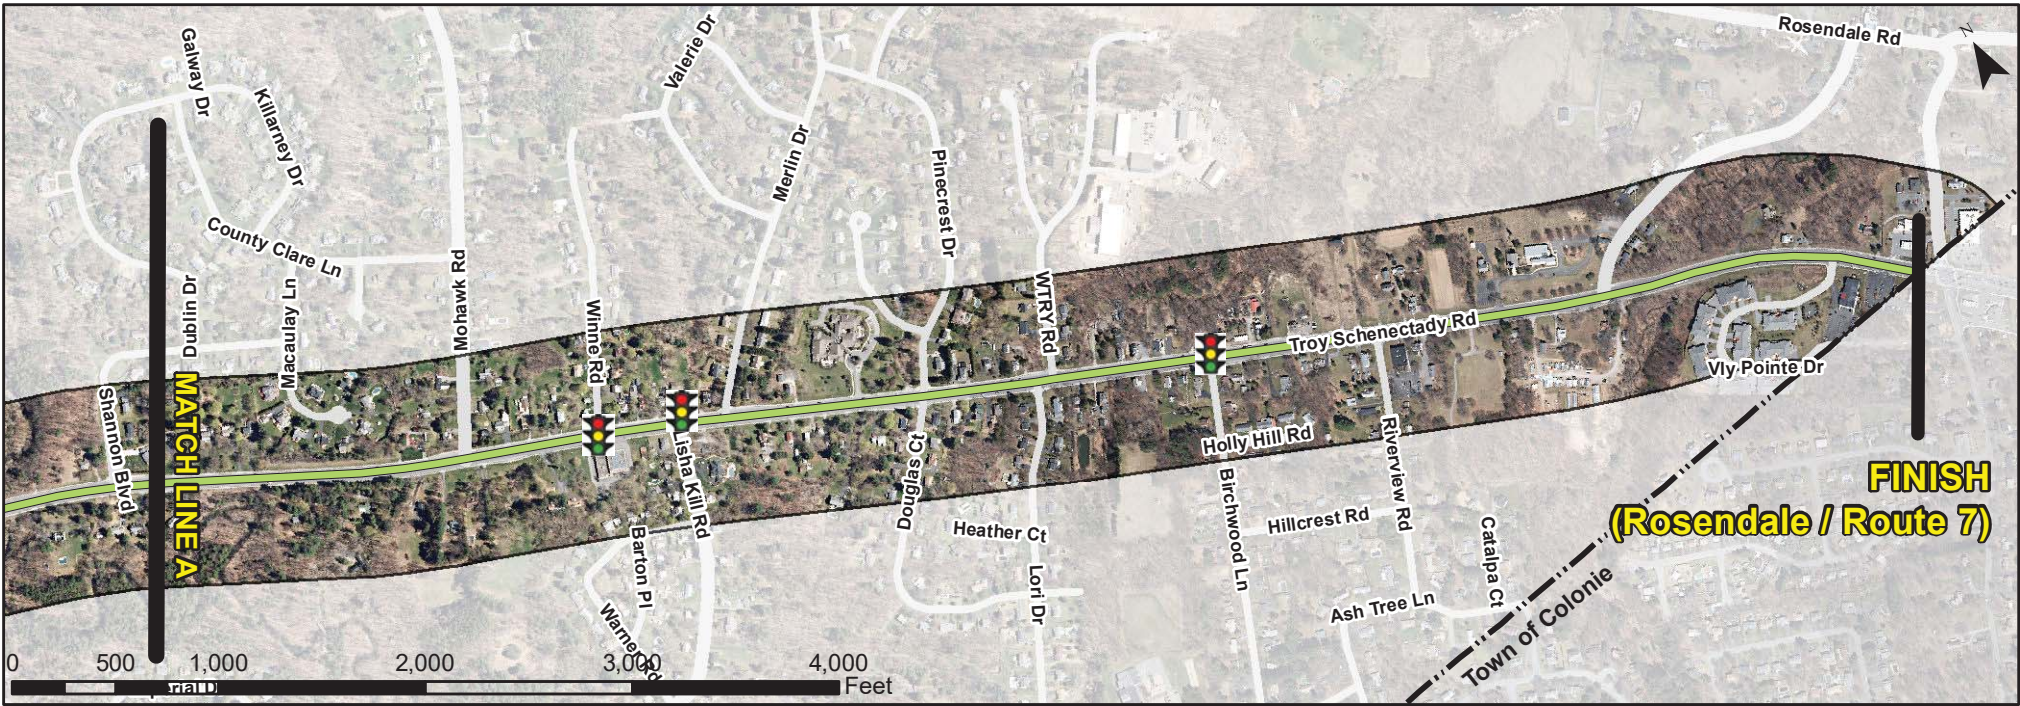 Rosendale Rd
N
Galway Dr
Killarney Dr
Valerie Dr
Merlin Dr
Pinecrest Dr
County Clare Ln
Dublin Dr
Macaulay Ln
Mohawk Rd
Winne Rd
WTRY Rd
Troy Schenectady Rd
Vly Pointe Dr
Shannon Blvd
MATCH LINE A
Lisha Kill Rd
Douglas Ct
Holly Hill Rd
Riverview Rd
Birchwood Ln
FINISH
(Rosendale / Route 7)
Heather Ct
Hillcrest Rd
Catalpa Ct
Barton Pl
Lori Dr
Ash Tree Ln
Town of Colonie
Warner Rd
0 500 1,000 2,000 3,000 4,000
Feet